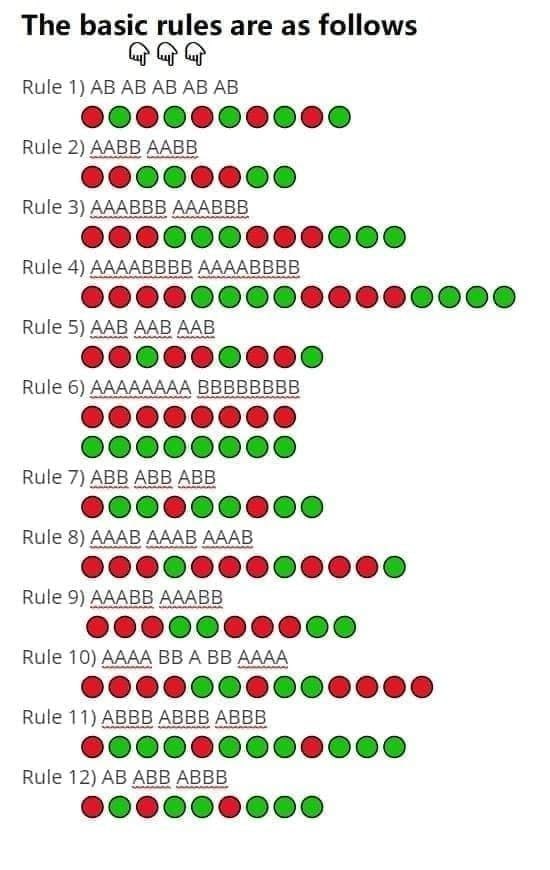 The basic rules are as follows
Rule 1) AB AB AB AB AB
Rule 2) AABB AABB
Rule 3) AAABBB AAABBB
Rule 4) AAAABBBB AAAABBBB
Rule 5) AAB AAB AAB
Rule 6) AAAAAAAA BBBBBBBB
Rule 7) ABB ABB ABB
Rule 8) AAAB AAAB AAAB
Rule 9) AAABB AAABB
Rule 10) AAAA BB A BB AAAA
Rule 11) ABBB ABBB ABBB
Rule 12) AB ABB ABBB